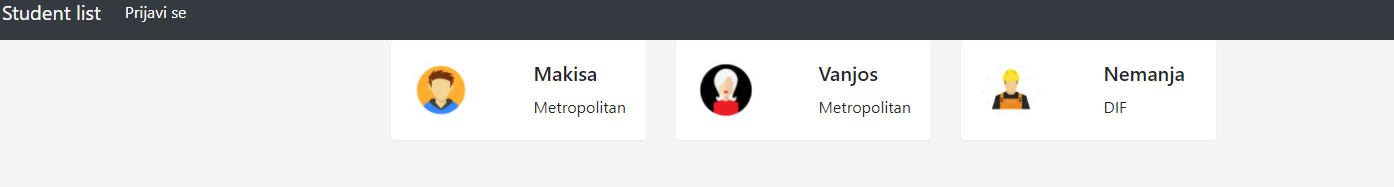 Student list Prijavi se
Makisa
Metropolitan
Vanjos
Metropolitan
Nemanja
DIF